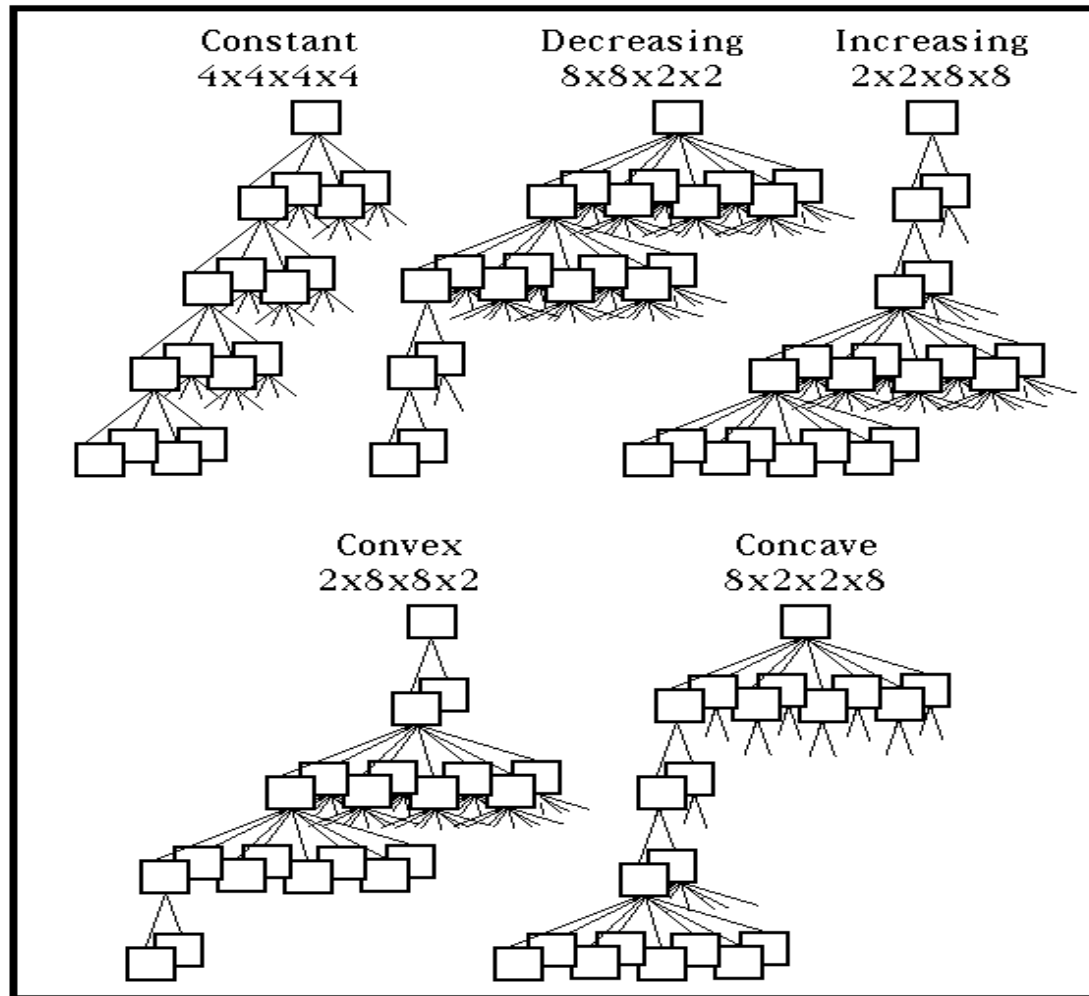 Constant
4x4x4x4
Decreasing
8x8x2x2
Increasing
2x2x8x8
Convex
2x8x8x2
Concave
8x2x2x8